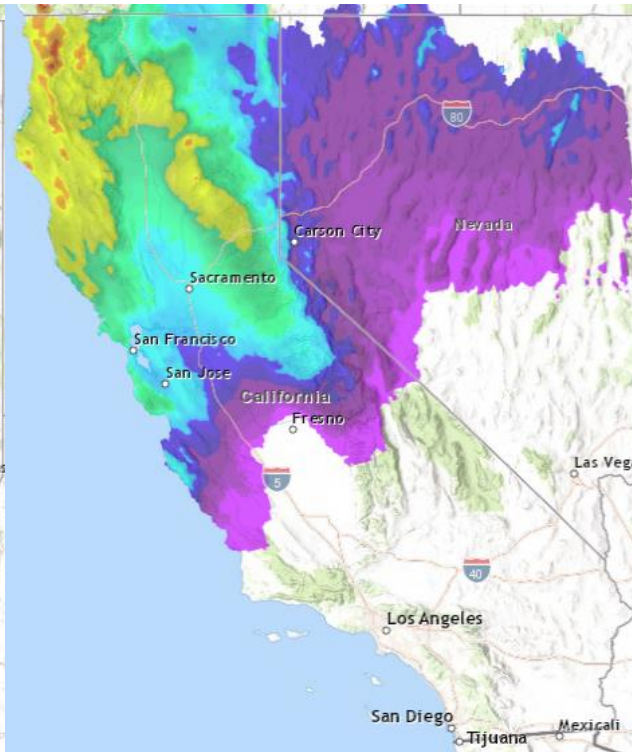 80
Carson City
Nevada
Sacramento
San Francisco
San Jose
California
Fresno
Las Vega
5
40
Los Angeles
San Diego
Tijuana
Mexicali